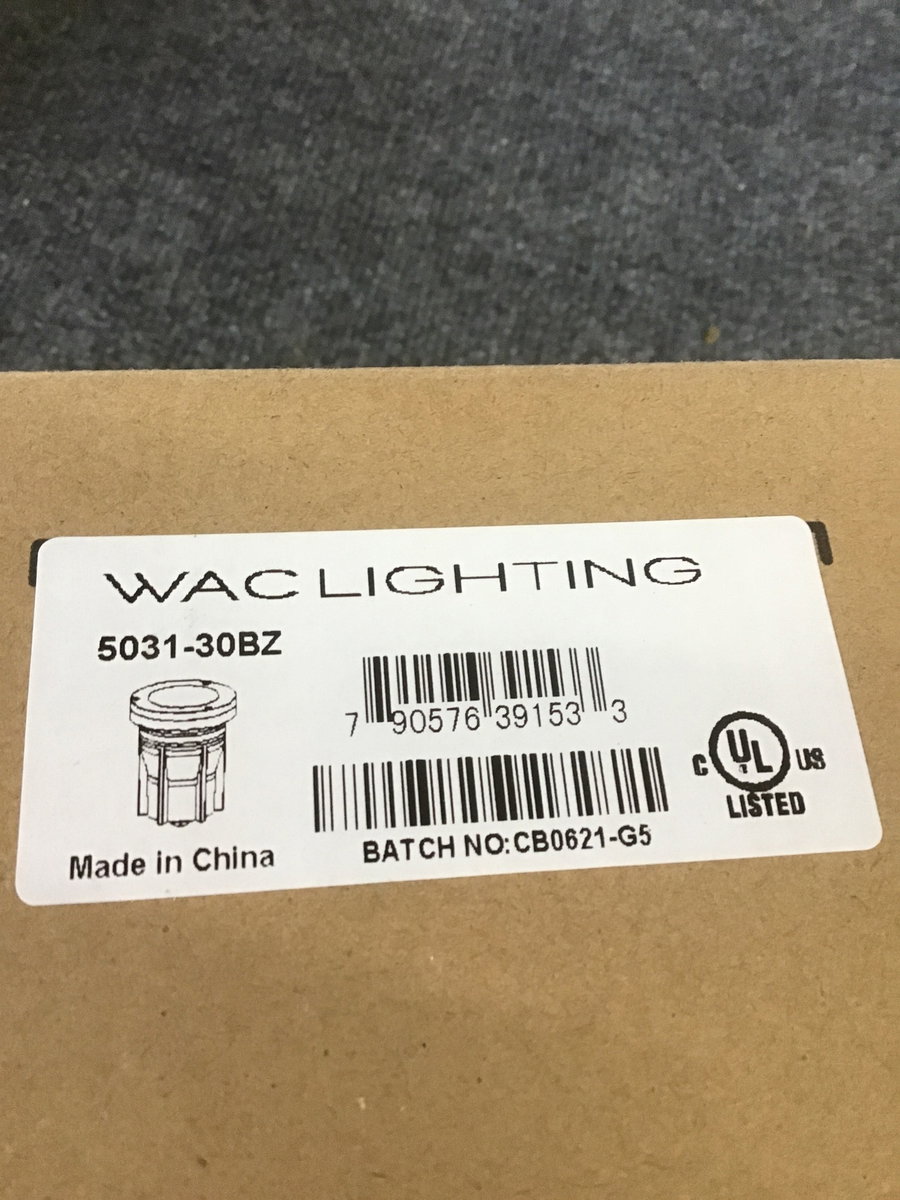 WAC LIGHTING
5031-30BZ
7 90576 39153 3
C UL US
LISTED
BATCH NO:CB0621-G5
Made in China